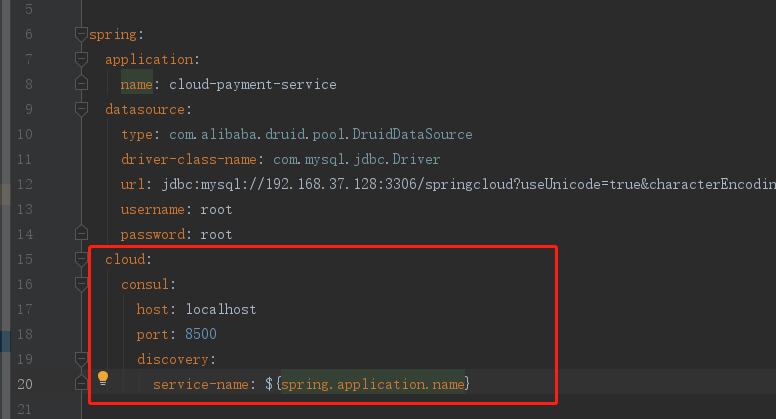 5
6 spring:
7 application:
8 name: cloud-payment-service
9 datasource:
10 type: com.alibaba.druid.pool.DruidDataSource
11 driver-class-name: com.mysql.jdbc.Driver
12 url: jdbc:mysql://192.168.37.128:3306/springcloud?useUnicode=true&characterEncodin
13 username: root
14 password: root
15 cloud:
16 consul:
17 host: localhost
18 port: 8500
19 discovery:
20 service-name: ${spring.application.name}
21